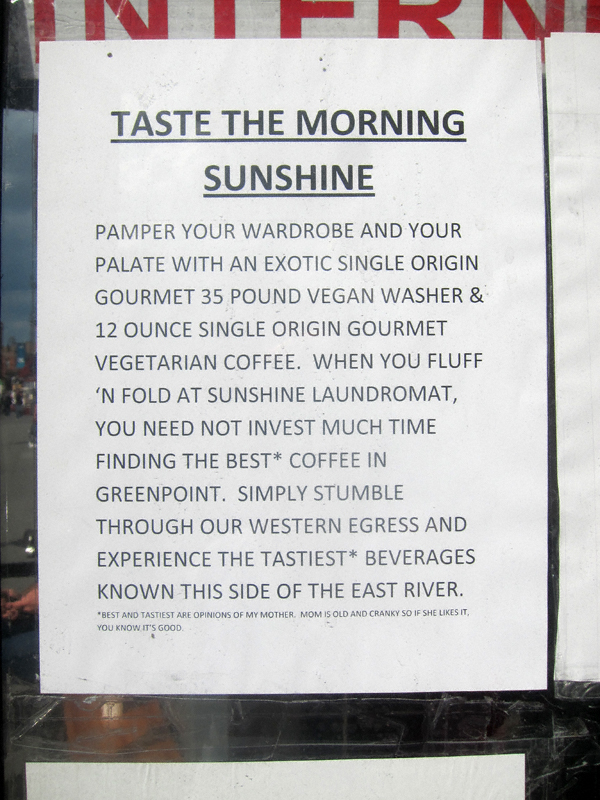 INTERN
TASTE THE MORNING
SUNSHINE
PAMPER YOUR WARDROBE AND YOUR
PALATE WITH AN EXOTIC SINGLE ORIGIN
GOURMET 35 POUND VEGAN WASHER &
12 OUNCE SINGLE ORIGIN GOURMET
VEGETARIAN COFFEE. WHEN YOU FLUFF
‘N FOLD AT SUNSHINE LAUNDROMAT,
YOU NEED NOT INVEST MUCH TIME
FINDING THE BEST* COFFEE IN
GREENPOINT. SIMPLY STUMBLE
THROUGH OUR WESTERN EGRESS AND
EXPERIENCE THE TASTIEST* BEVERAGES
KNOWN THIS SIDE OF THE EAST RIVER.
*BEST AND TASTIEST ARE OPINIONS OF MY MOTHER. MOM IS OLD AND CRANKY SO IF SHE LIKES IT,
YOU KNOW IT'S GOOD.